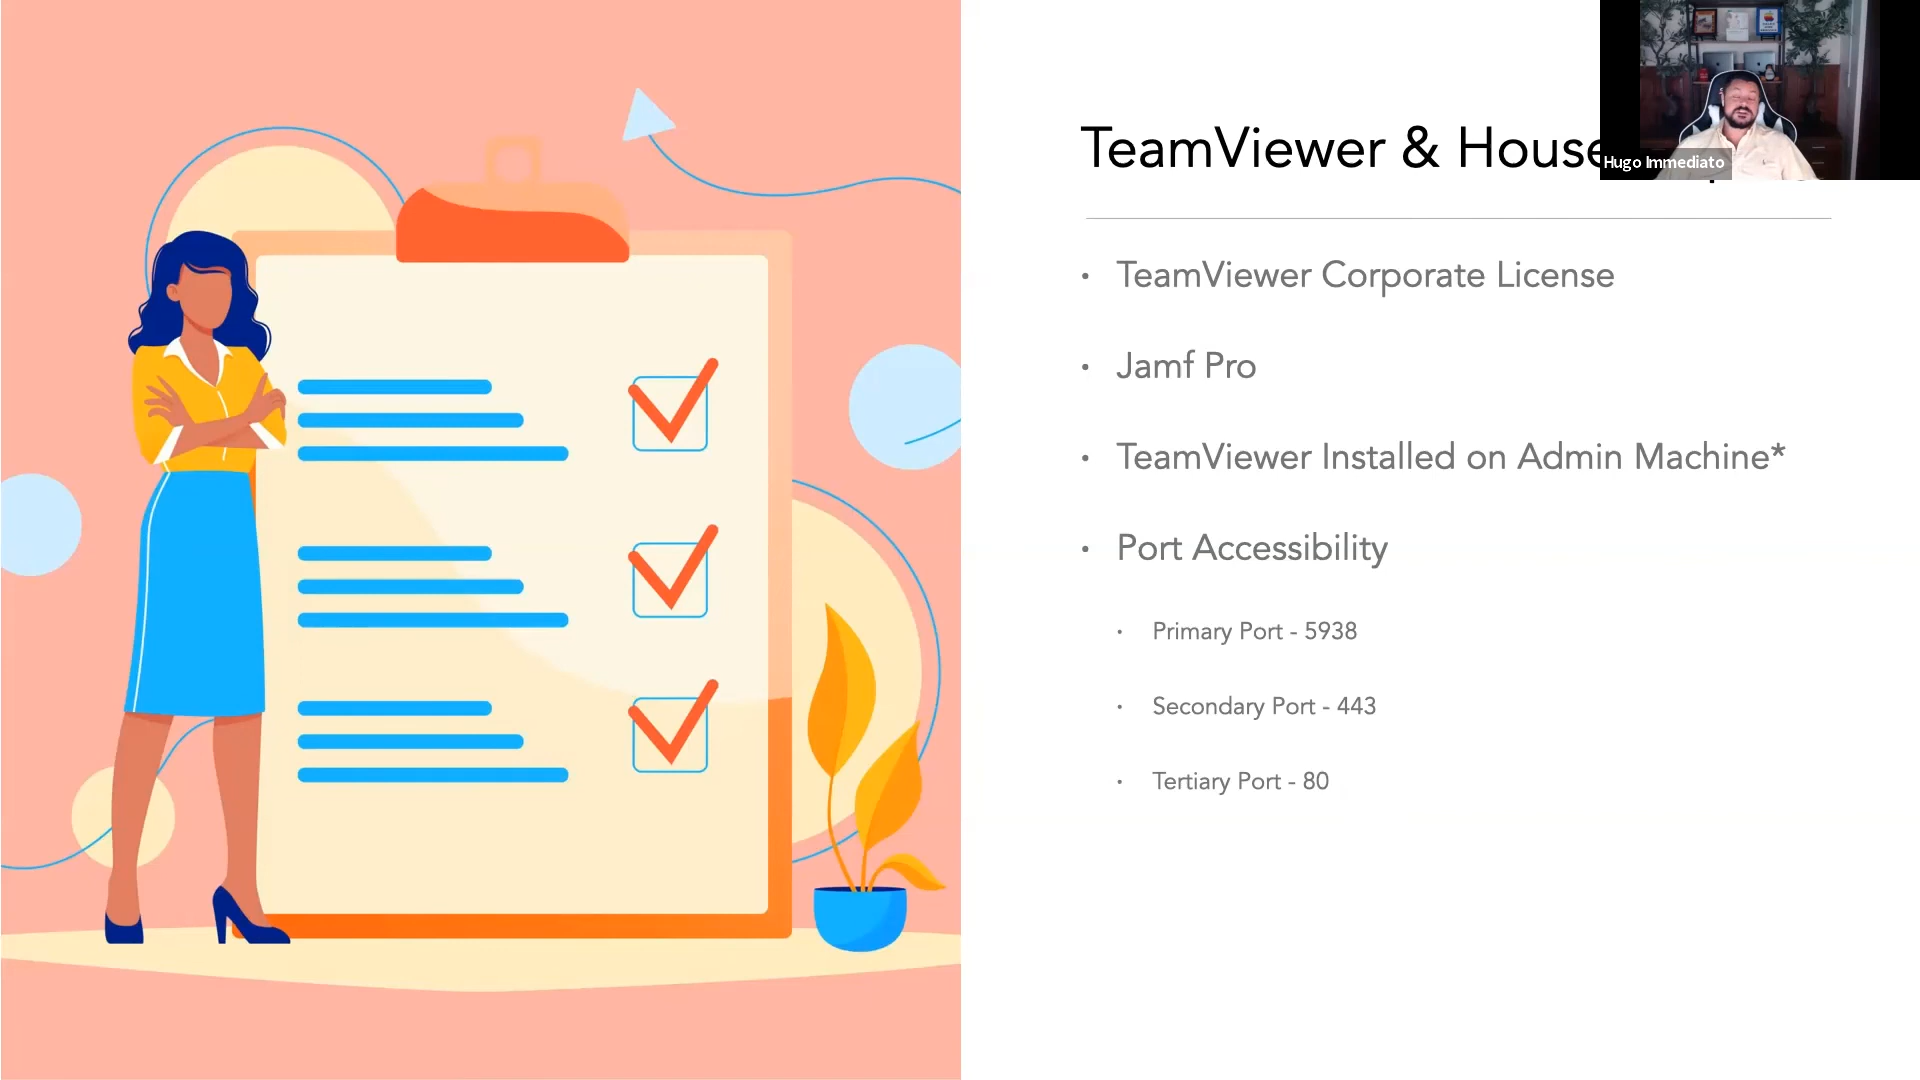 TeamViewer & House
Hugo Immediato
• TeamViewer Corporate License
• Jamf Pro
• TeamViewer Installed on Admin Machine*
• Port Accessibility
• Primary Port - 5938
• Secondary Port - 443
• Tertiary Port - 80